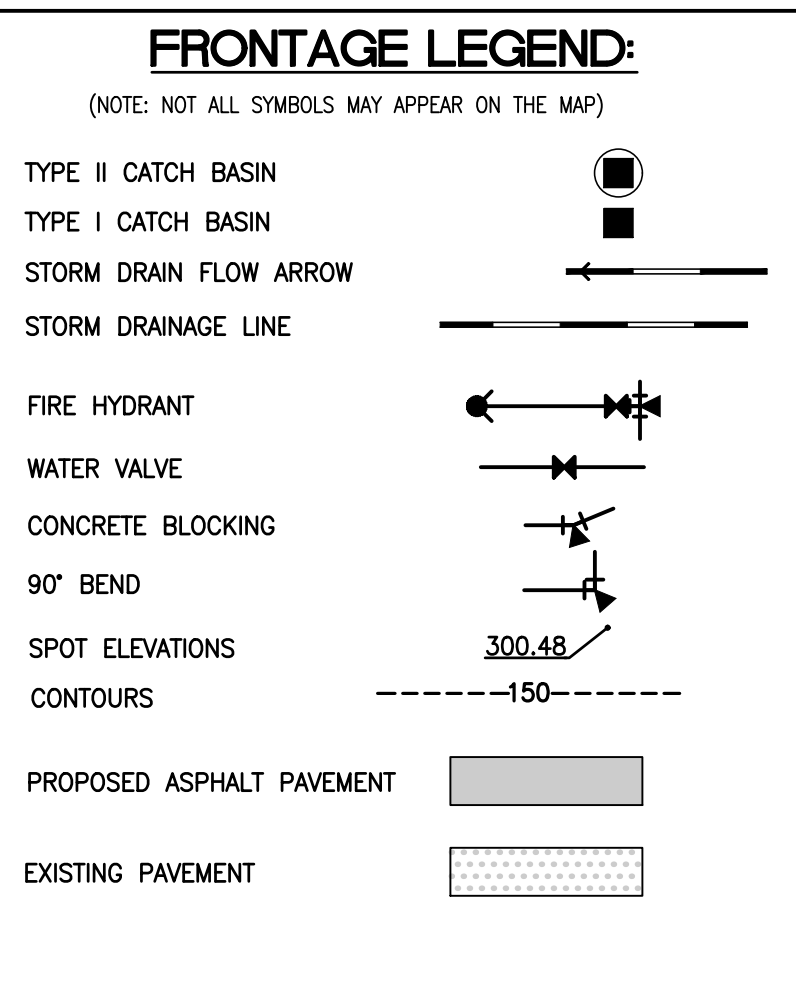 FRONTAGE LEGEND:
(NOTE: NOT ALL SYMBOLS MAY APPEAR ON THE MAP)
TYPE II CATCH BASIN
TYPE I CATCH BASIN
STORM DRAIN FLOW ARROW
STORM DRAINAGE LINE
FIRE HYDRANT
WATER VALVE
CONCRETE BLOCKING
90° BEND
SPOT ELEVATIONS 300.48
CONTOURS 150
PROPOSED ASPHALT PAVEMENT
EXISTING PAVEMENT